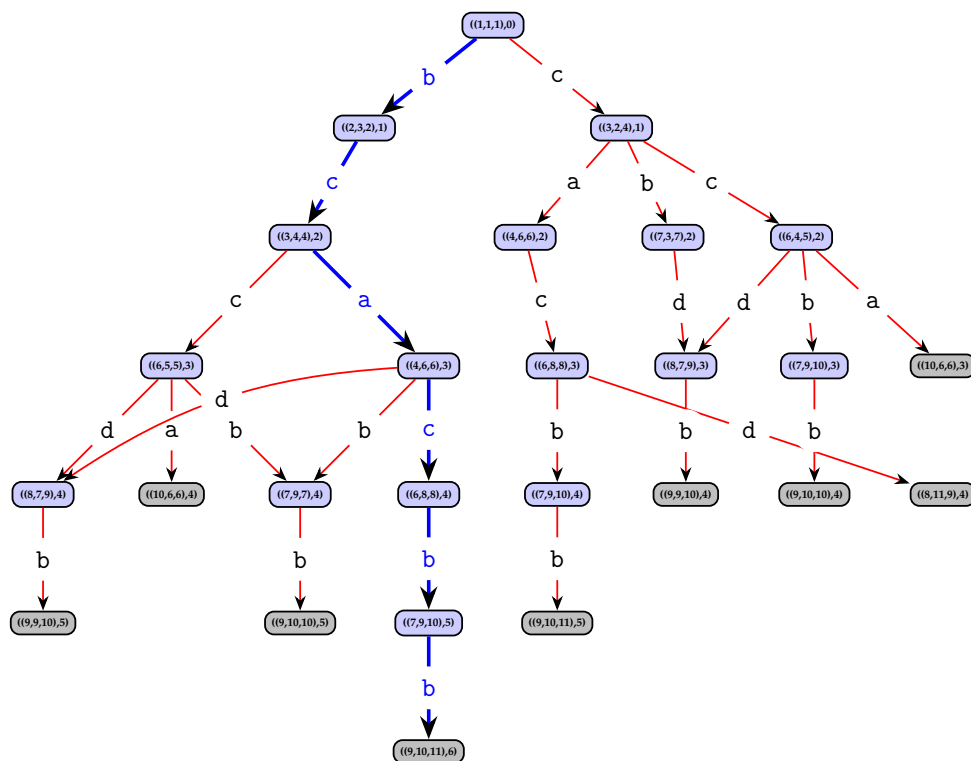 ((1,1,1),0)
b
c
((2,3,2),1)
((3,2,4),1)
c
a
b
c
((3,4,4),2)
((4,6,6),2)
((7,3,7),2)
((6,4,5),2)
c
a
c
d
d
b
a
((6,5,5),3)
((4,6,6),3)
((6,8,8),3)
((8,7,9),3)
((7,9,10),3)
((10,6,6),3)
d
d
a
b
b
c
b
b
d
b
((8,7,9),4)
((10,6,6),4)
((7,9,7),4)
((6,8,8),4)
((7,9,10),4)
((9,9,10),4)
((9,10,10),4)
((8,11,9),4)
b
b
b
b
((9,9,10),5)
((9,10,10),5)
((7,9,10),5)
((9,10,11),5)
b
((9,10,11),6)